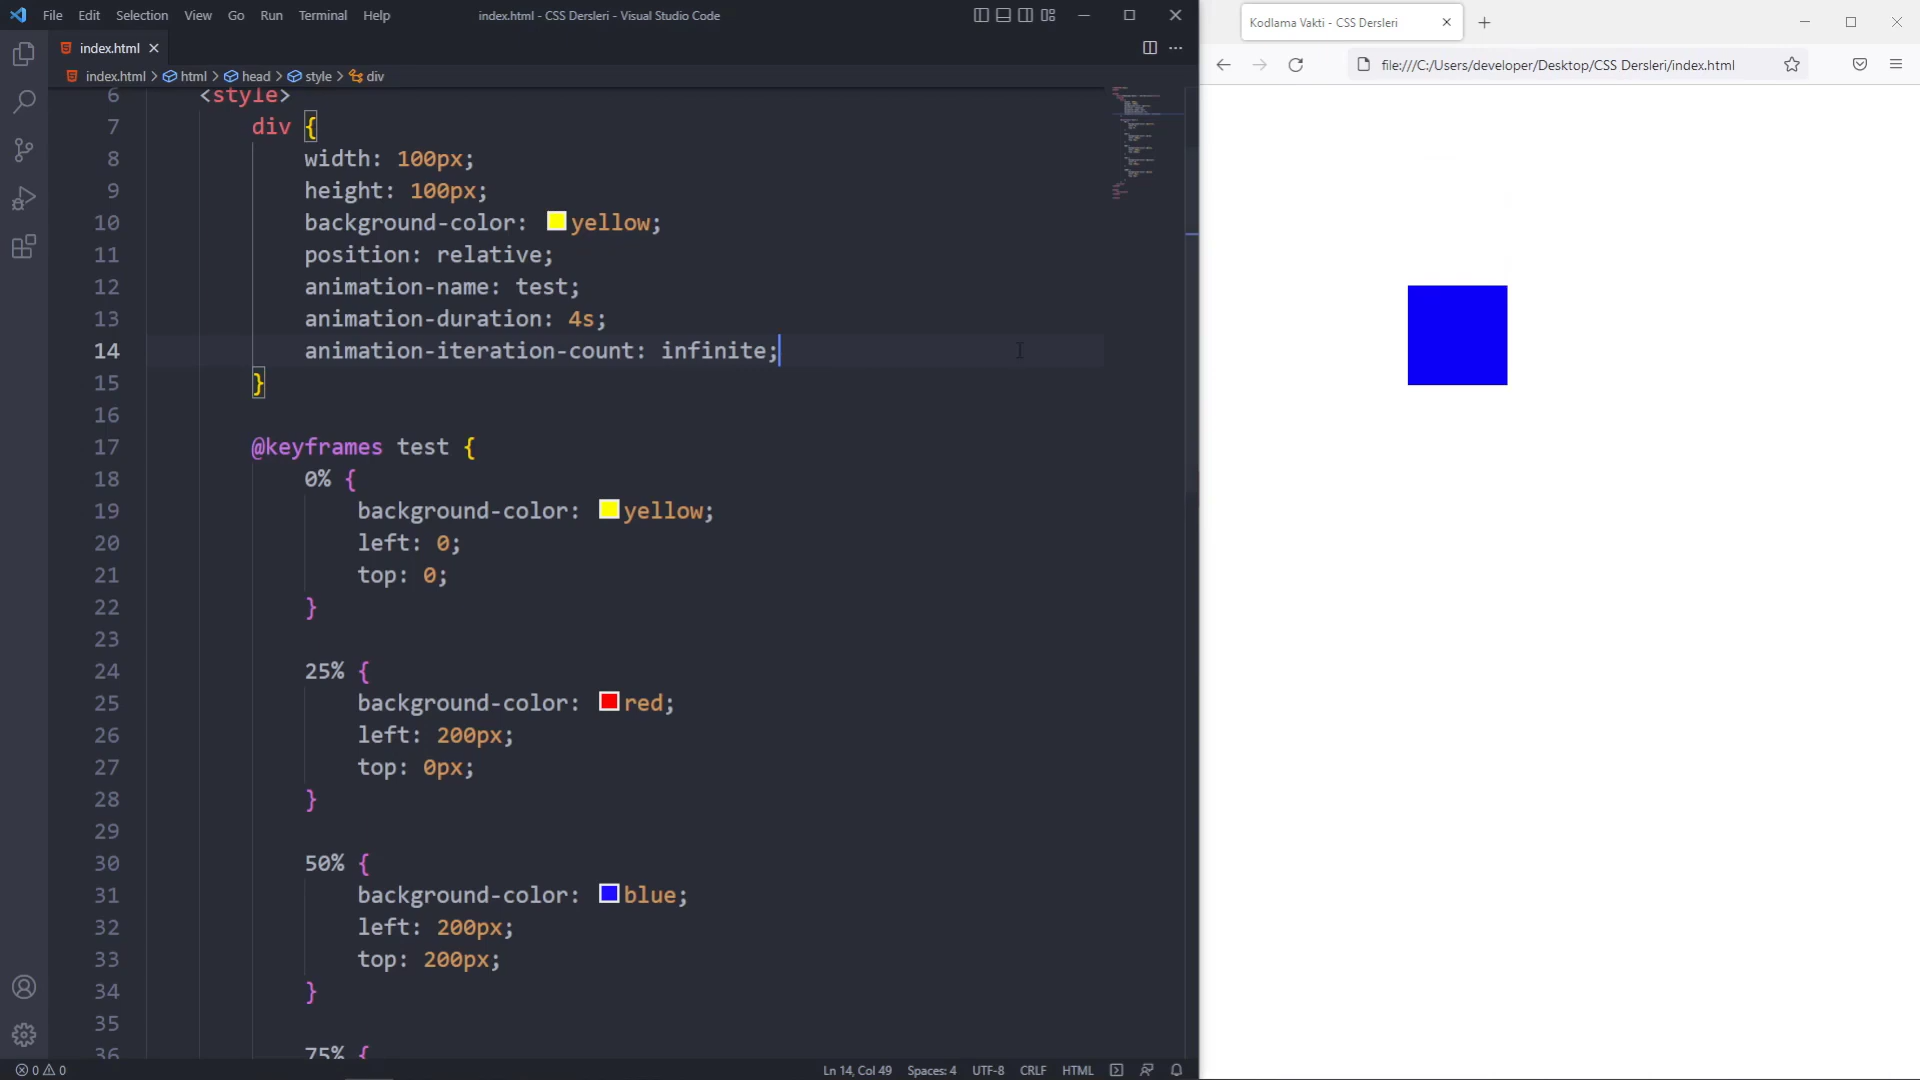 File Edit Selection View Go Run Terminal Help
index.html - CSS Dersleri - Visual Studio Code
index.html
index.html > html > head > style > div
6 <style>
7 div {
8 width: 100px;
9 height: 100px;
10 background-color: yellow;
11 position: relative;
12 animation-name: test;
13 animation-duration: 4s;
14 animation-iteration-count: infinite;
15 }
16
17 @keyframes test {
18 0% {
19 background-color: yellow;
20 left: 0;
21 top: 0;
22 }
23
24 25% {
25 background-color: red;
26 left: 200px;
27 top: 0px;
28 }
29
30 50% {
31 background-color: blue;
32 left: 200px;
33 top: 200px;
34 }
35
36 75% {
0 0
Ln 14, Col 49 Spaces: 4 UTF-8 CRLF HTML
Kodlama Vakti - CSS Dersleri
file:///C:/Users/developer/Desktop/CSS Dersleri/index.html